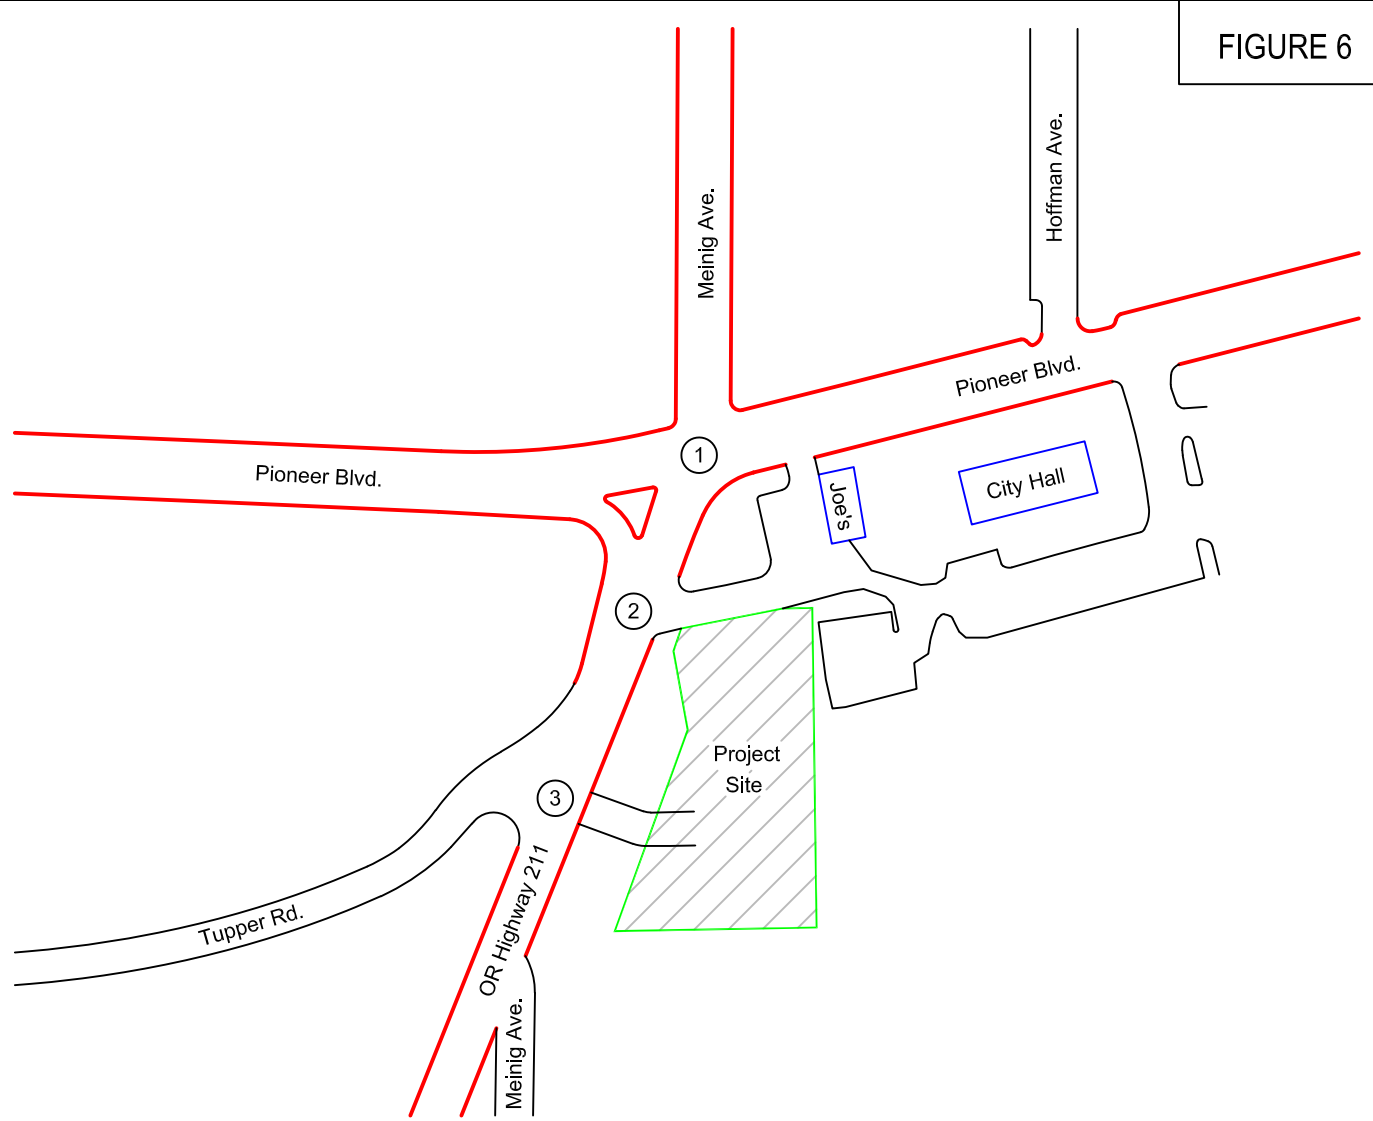 FIGURE 6
Meinig Ave.
Hoffman Ave.
Pioneer Blvd.
1
Pioneer Blvd.
City Hall
Joe's
2
Project
Site
3
OR Highway 211
Tupper Rd.
Meinig Ave.